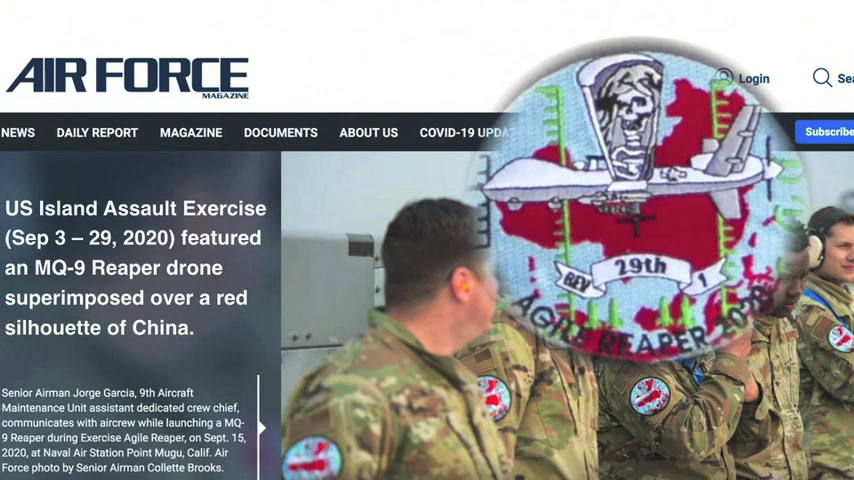 AIR FORCE
MAGAZINE
Login
NEWS DAILY REPORT MAGAZINE DOCUMENTS ABOUT US COVID-19
Subscribe
US Island Assault Exercise
(Sep 3 – 29, 2020) featured
an MQ-9 Reaper drone
superimposed over a red
silhouette of China.
29th
BEV 1
AGILE REAPER
Senior Airman Jorge Garcia, 9th Aircraft
Maintenance Unit assistant dedicated crew chief,
communicates with aircrew while launching a MQ-
9 Reaper during Exercise Agile Reaper, on Sept. 15,
2020, at Naval Air Station Point Mugu, Calif. Air
Force photo by Senior Airman Collette Brooks.